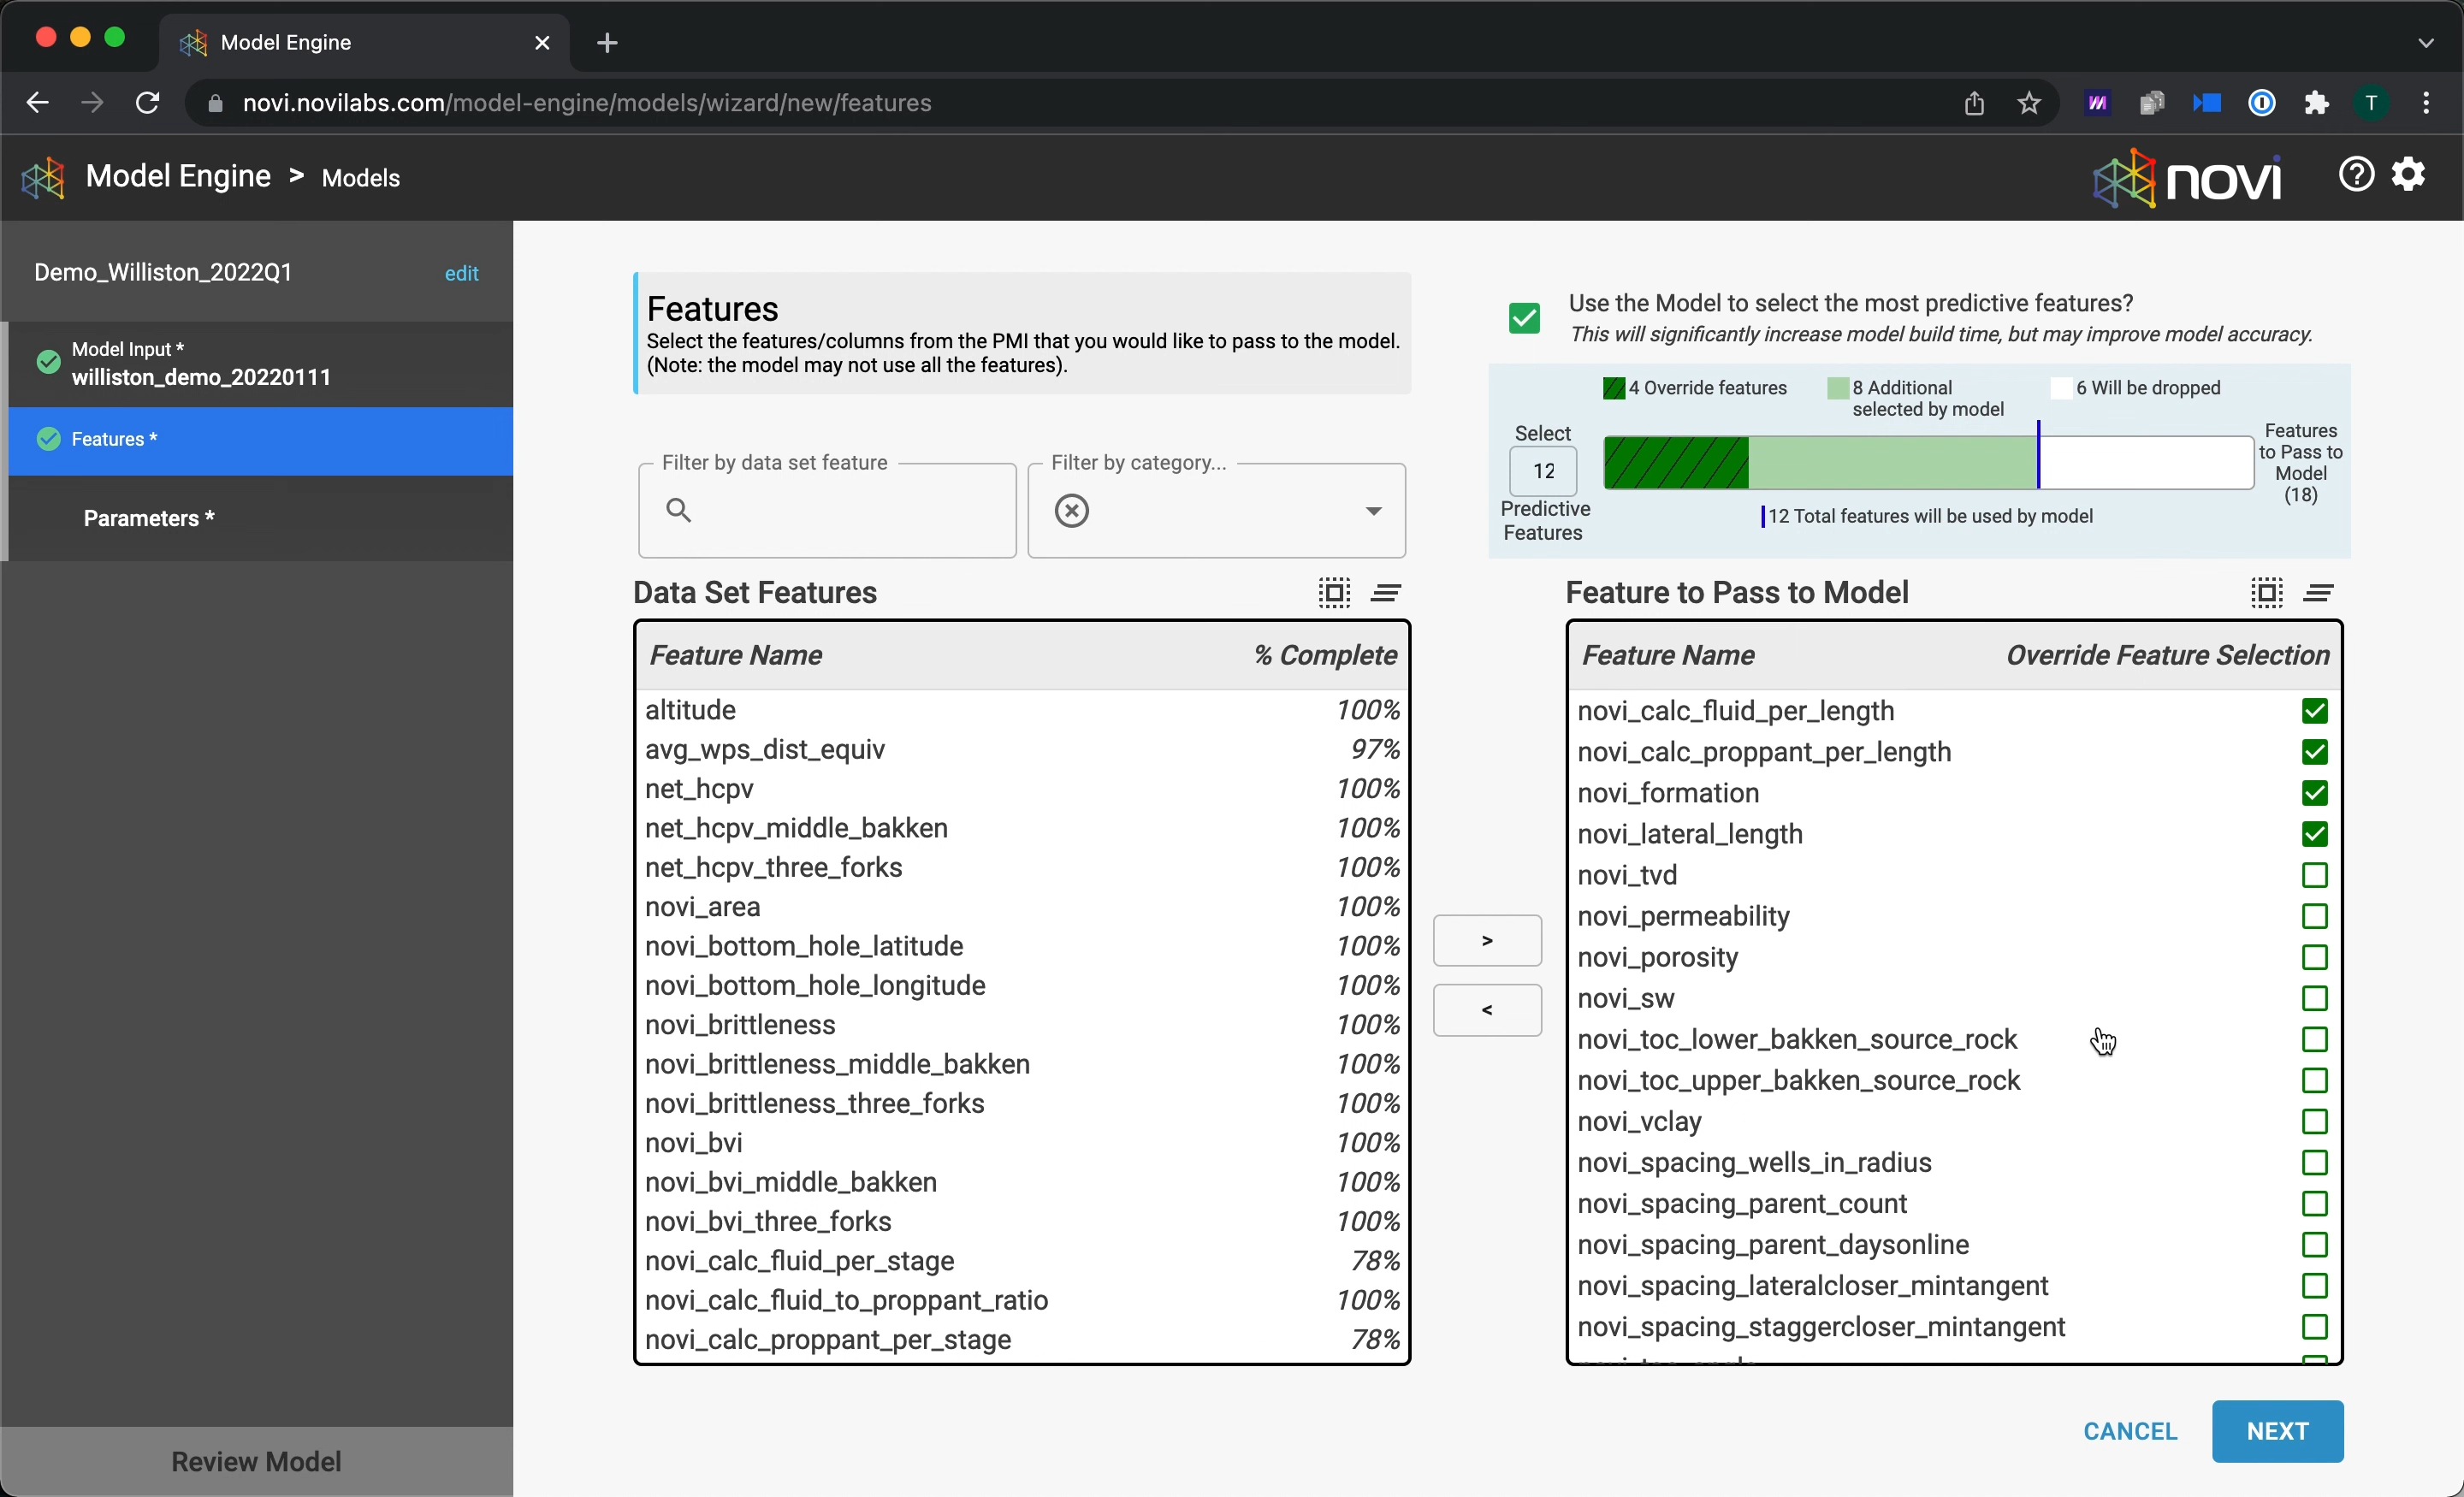 Model Engine
novi.novilabs.com/model-engine/models/wizard/new/features
T
Model Engine > Models
novi
Demo_Williston_2022Q1
edit
Model Input *
williston_demo_20220111
Features *
Parameters *
Review Model
Features
Select the features/columns from the PMI that you would like to pass to the model.
(Note: the model may not use all the features).
Use the Model to select the most predictive features?
This will significantly increase model build time, but may improve model accuracy.
4 Override features
8 Additional
selected by model
6 Will be dropped
Select
12
Predictive
Features
Features
to Pass to
Model
(18)
12 Total features will be used by model
Filter by data set feature
Filter by category...
Data Set Features
Feature Name % Complete
altitude 100%
avg_wps_dist_equiv 97%
net_hcpv 100%
net_hcpv_middle_bakken 100%
net_hcpv_three_forks 100%
novi_area 100%
novi_bottom_hole_latitude 100%
novi_bottom_hole_longitude 100%
novi_brittleness 100%
novi_brittleness_middle_bakken 100%
novi_brittleness_three_forks 100%
novi_bvi 100%
novi_bvi_middle_bakken 100%
novi_bvi_three_forks 100%
novi_calc_fluid_per_stage 78%
novi_calc_fluid_to_proppant_ratio 100%
novi_calc_proppant_per_stage 78%
>
<
Feature to Pass to Model
Feature Name Override Feature Selection
novi_calc_fluid_per_length
novi_calc_proppant_per_length
novi_formation
novi_lateral_length
novi_tvd
novi_permeability
novi_porosity
novi_sw
novi_toc_lower_bakken_source_rock
novi_toc_upper_bakken_source_rock
novi_vclay
novi_spacing_wells_in_radius
novi_spacing_parent_count
novi_spacing_parent_daysonline
novi_spacing_lateralcloser_mintangent
novi_spacing_staggercloser_mintangent
CANCEL
NEXT